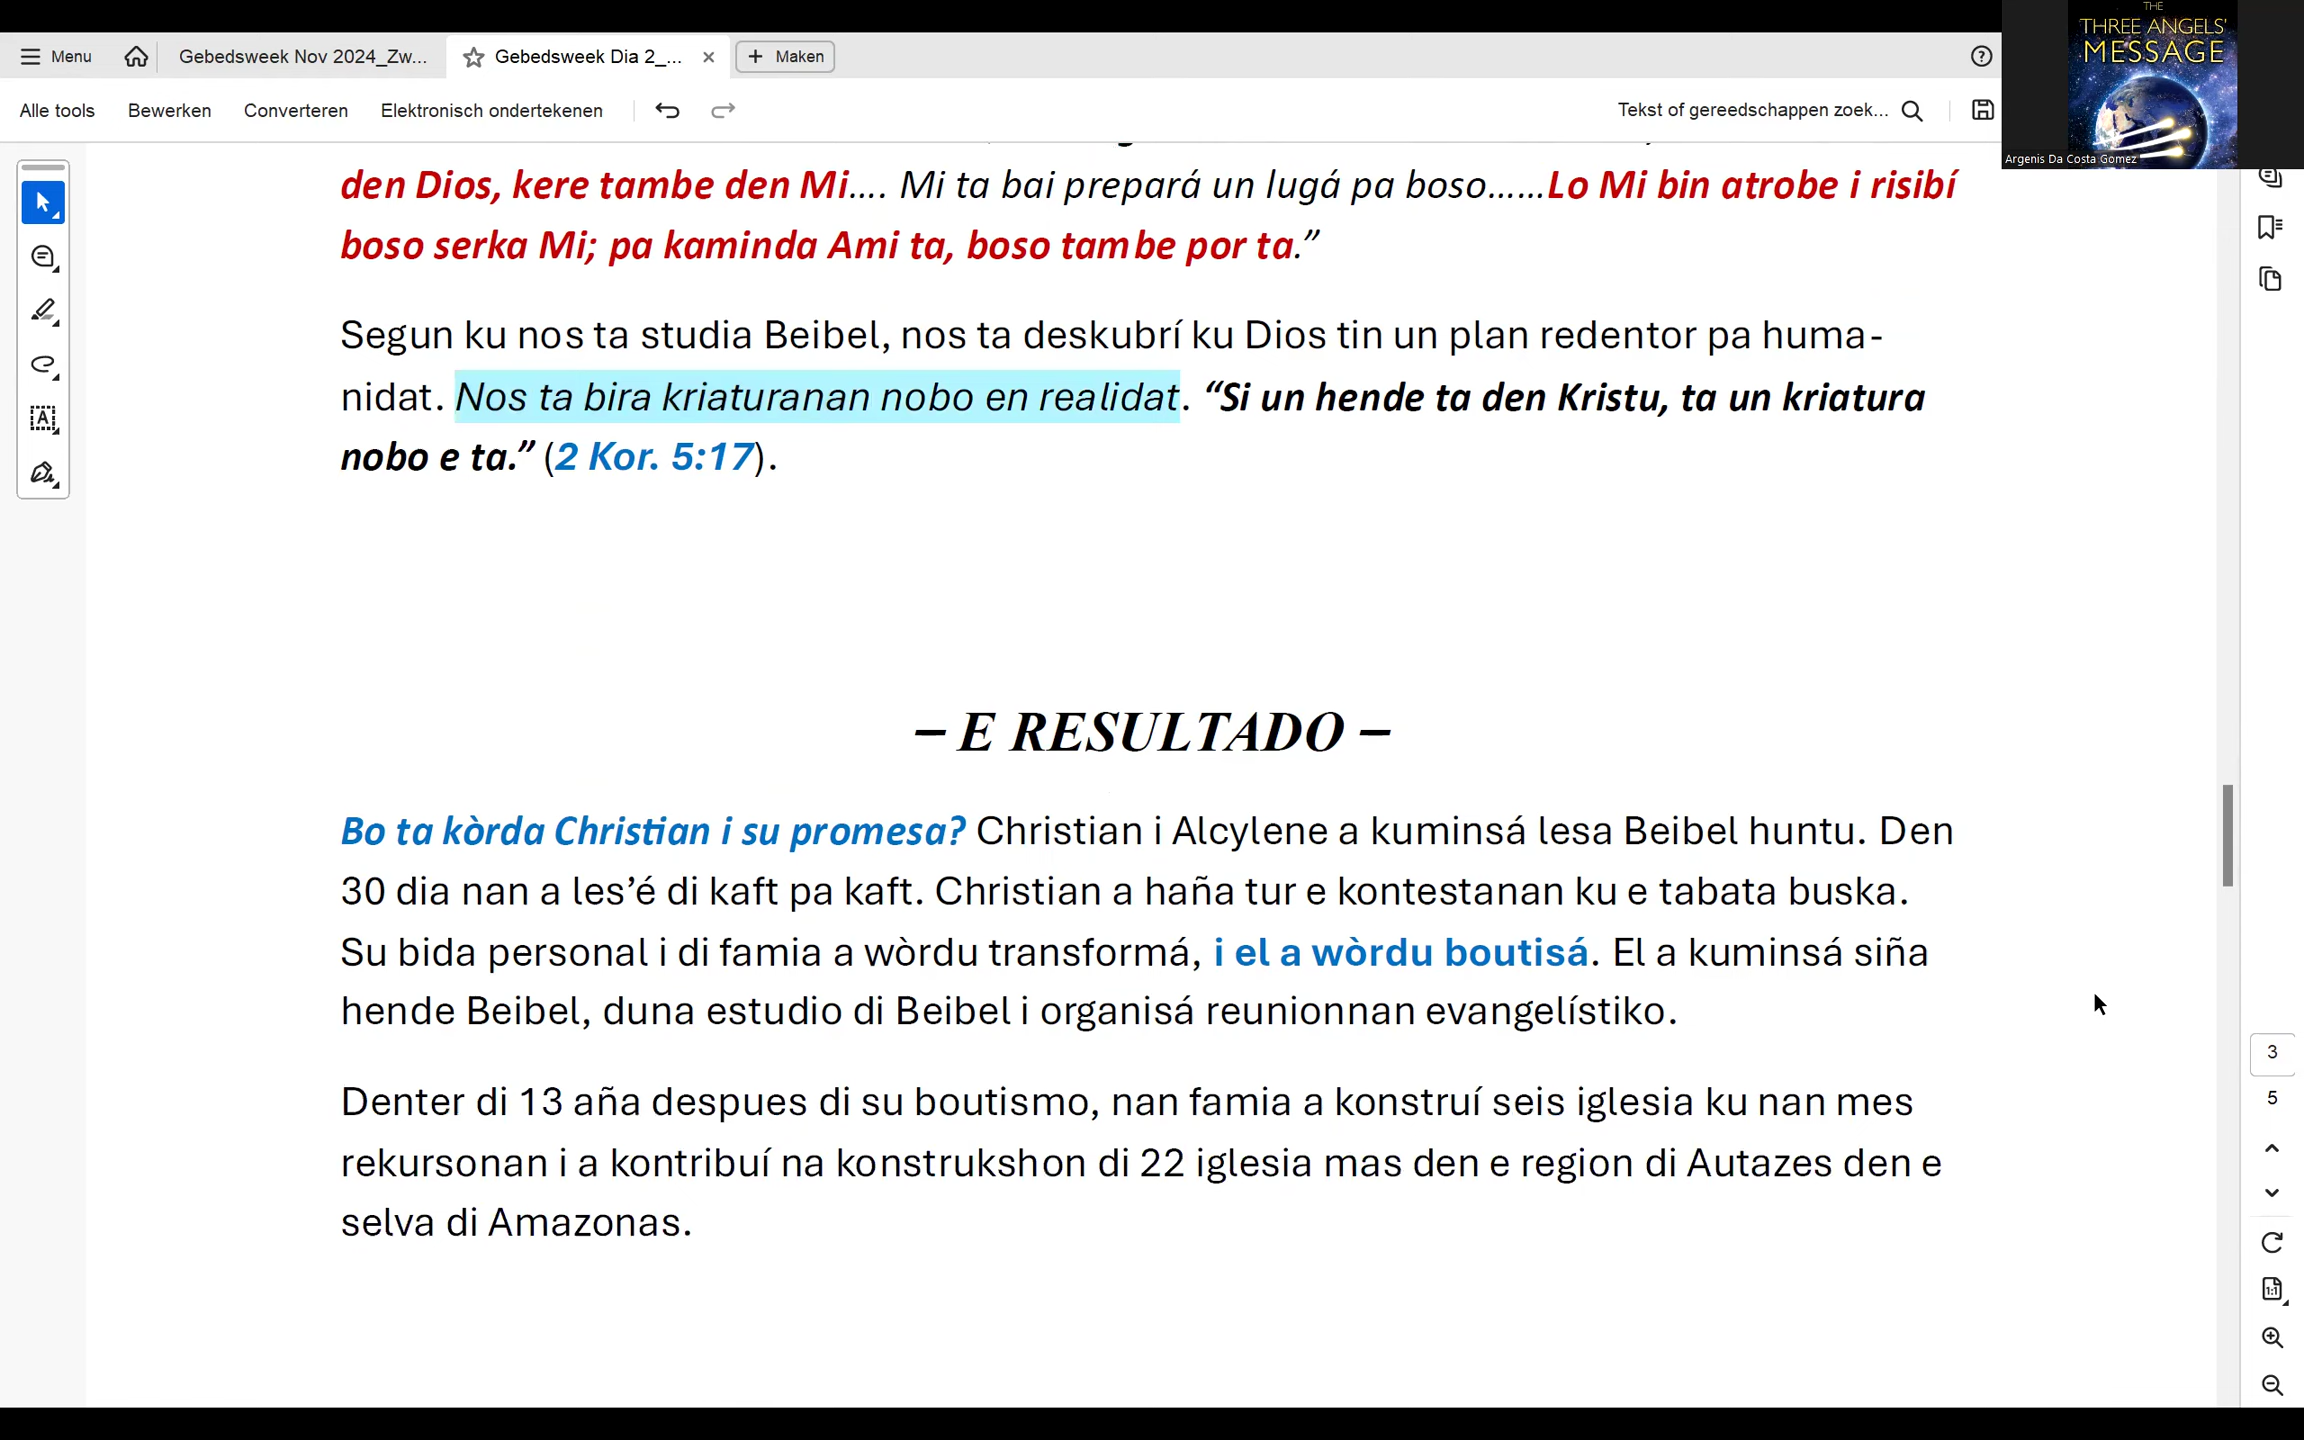 THE
THREE ANGELS'
MESSAGE
Argenis Da Costa Gomez
Menu
Gebedsweek Nov 2024_Zw...
Gebedsweek Dia 2_...
Maken
Alle tools
Bewerken
Converteren
Elektronisch ondertekenen
Tekst of gereedschappen zoek...
den Dios, kere tambe den Mi.... Mi ta bai prepará un lugá pa boso......Lo Mi bin atrobe i risibí
boso serka Mi; pa kaminda Ami ta, boso tambe por ta.”
Segun ku nos ta studia Beibel, nos ta deskubrí ku Dios tin un plan redentor pa huma-
nidat. Nos ta bira kriaturanan nobo en realidat. “Si un hende ta den Kristu, ta un kriatura
nobo e ta.” (2 Kor. 5:17).
– E RESULTADO –
Bo ta kòrda Christian i su promesa? Christian i Alcylene a kuminsá lesa Beibel huntu. Den
30 dia nan a les’é di kaft pa kaft. Christian a haña tur e kontestanan ku e tabata buska.
Su bida personal i di famia a wòrdu transformá, i el a wòrdu boutisá. El a kuminsá siña
hende Beibel, duna estudio di Beibel i organisá reunionnan evangelístiko.
Denter di 13 aña despues di su boutismo, nan famia a konstruí seis iglesia ku nan mes
rekursonan i a kontribuí na konstrukshon di 22 iglesia mas den e region di Autazes den e
selva di Amazonas.
3
5